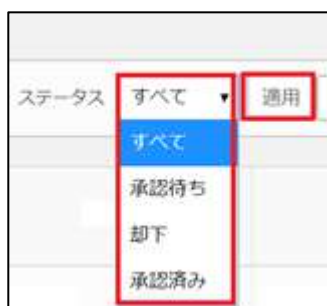 ステータス すべて 適用
すべて
承認待ち
却下
承認済み